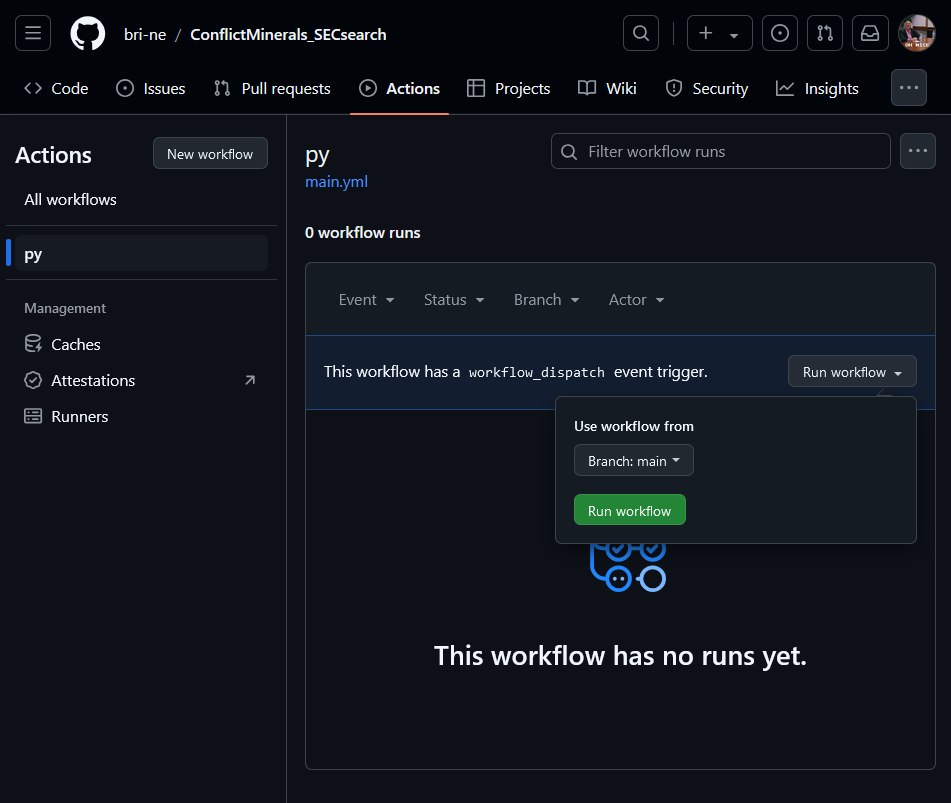 bri-ne / ConflictMinerals_SECsearch
Code
Issues
Pull requests
Actions
Projects
Wiki
Security
Insights
Actions
New workflow
All workflows
py
Management
Caches
Attestations
Runners
py
main.yml
Filter workflow runs
0 workflow runs
Event
Status
Branch
Actor
This workflow has a workflow_dispatch event trigger.
Run workflow
Use workflow from
Branch: main
Run workflow
This workflow has no runs yet.